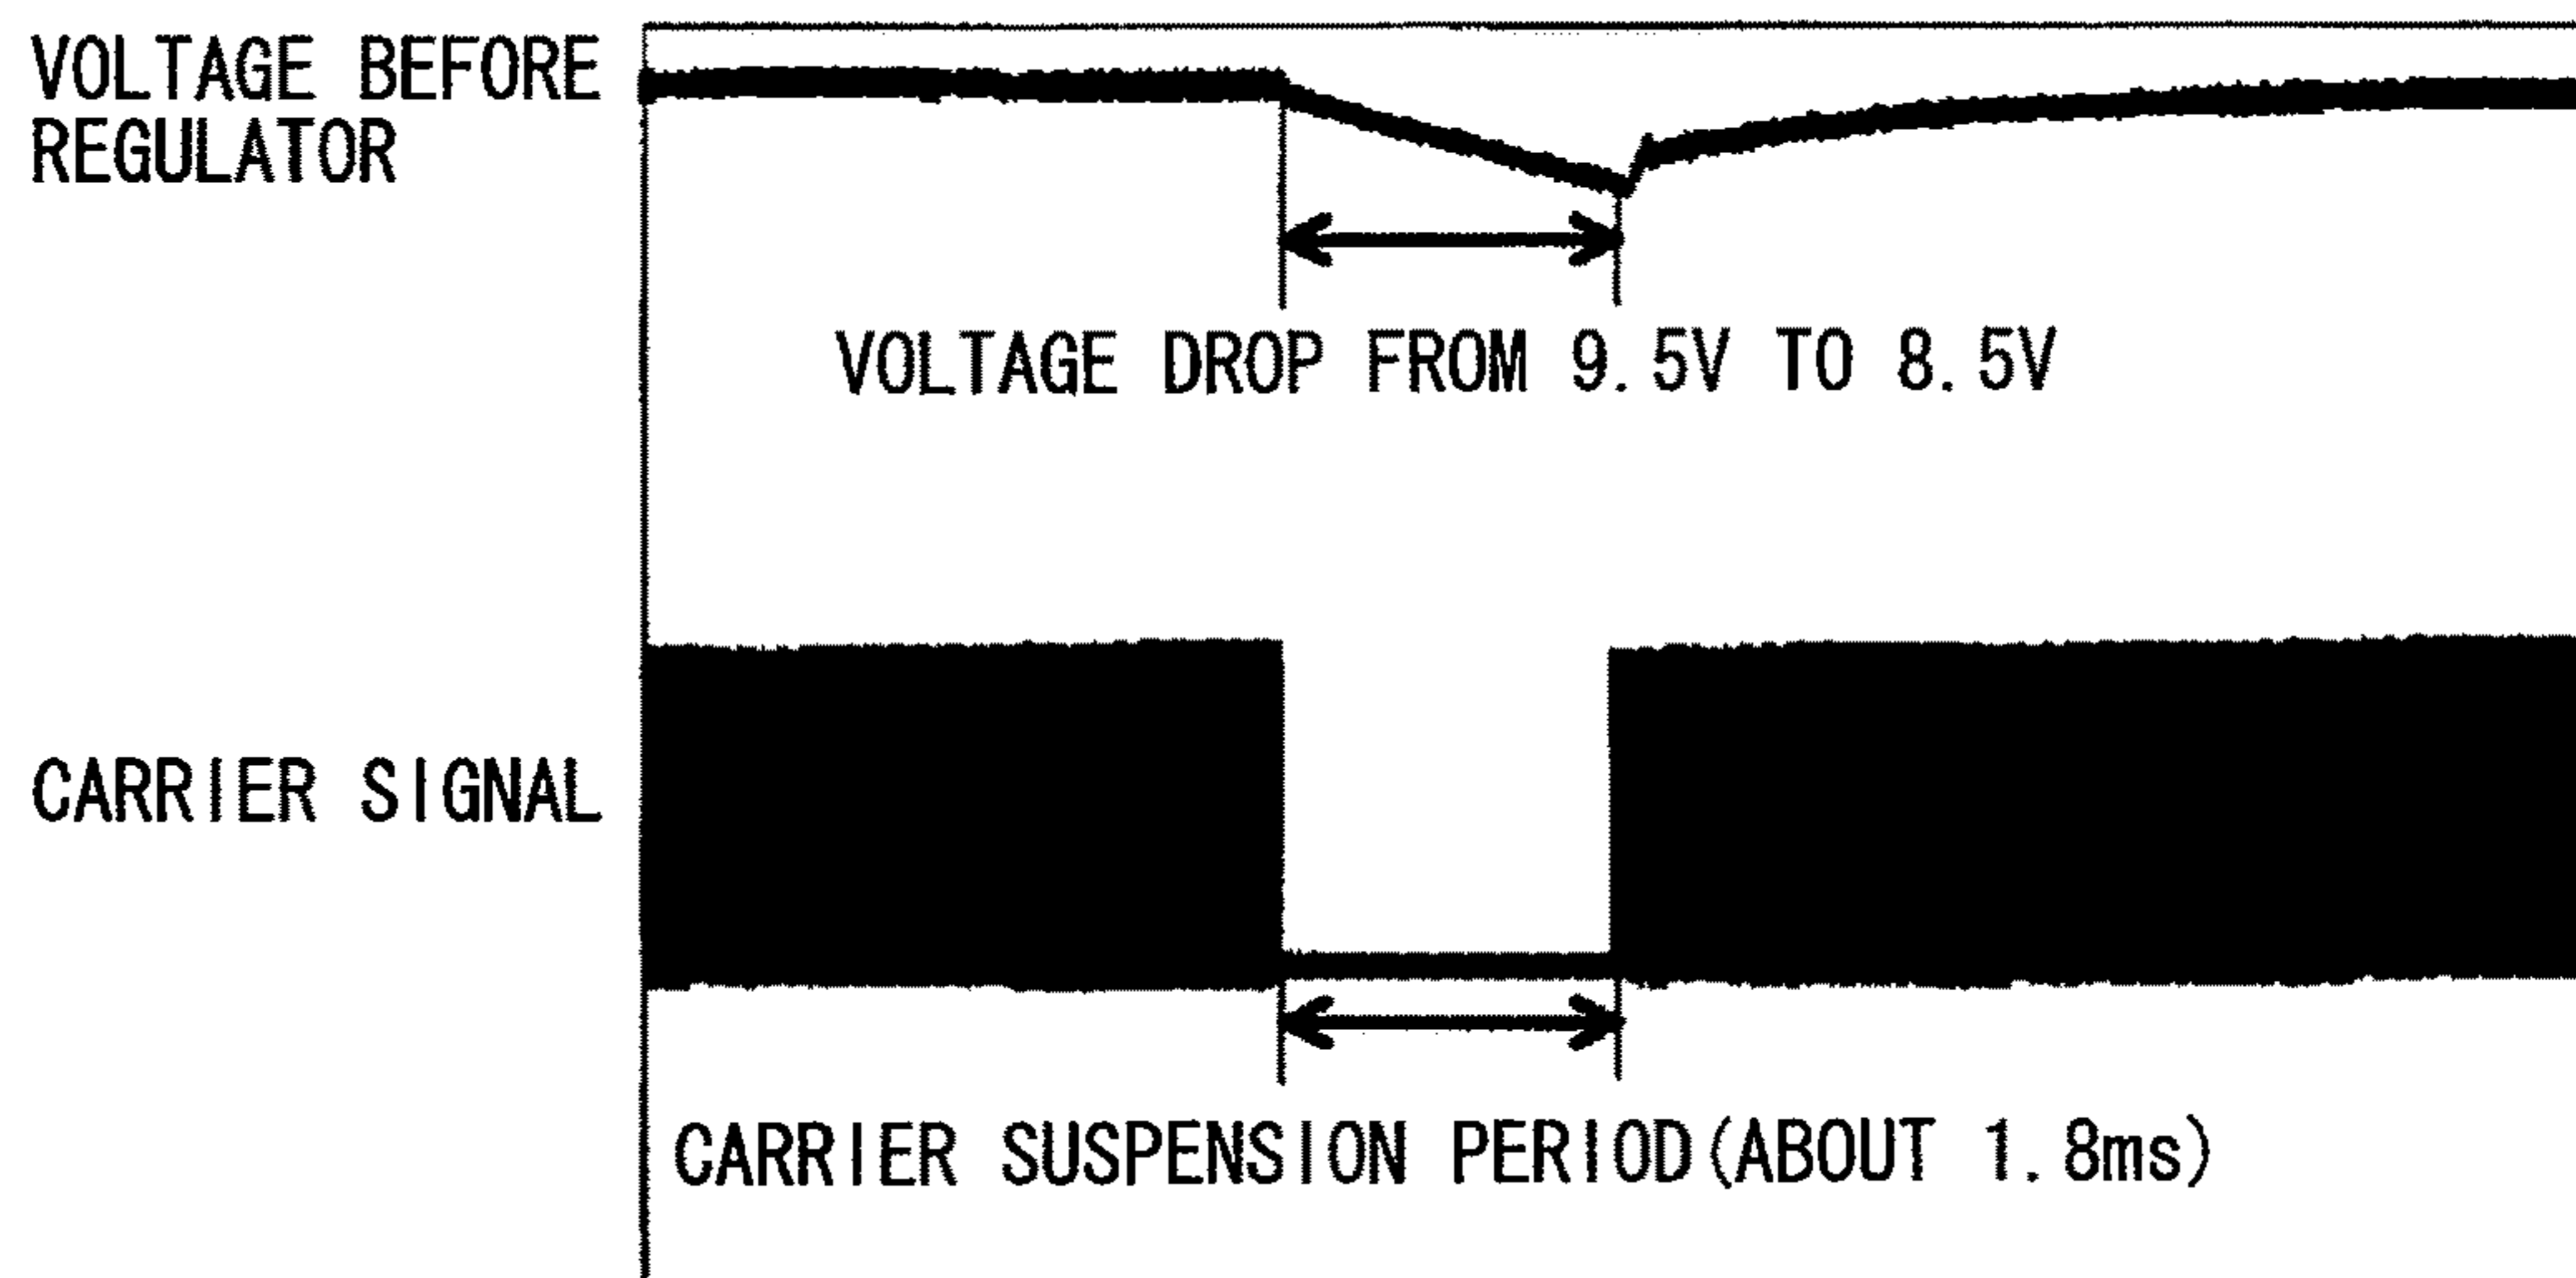 VOLTAGE BEFORE
REGULATOR
VOLTAGE DROP FROM 9.5V TO 8.5V
CARRIER SIGNAL
CARRIER SUSPENSION PERIOD(ABOUT 1.8ms)